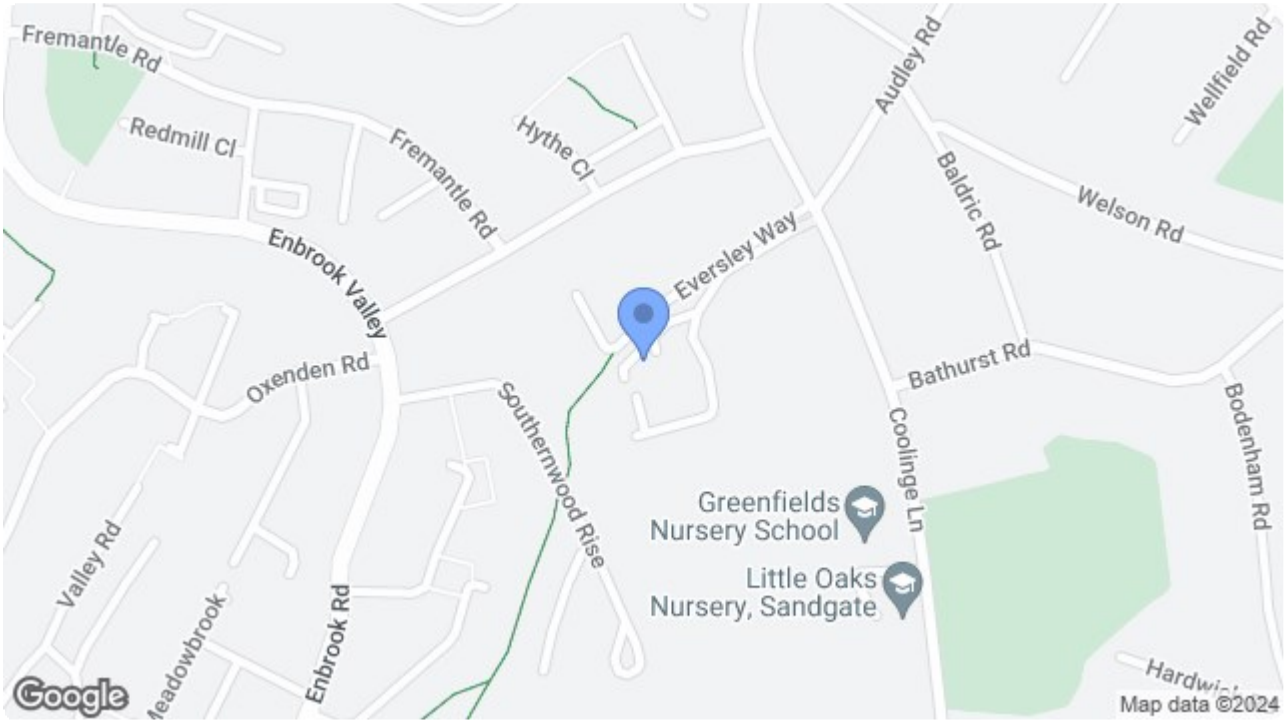 Fremantle Rd
Redmill Cl
Hythe Cl
Fremantle Rd
Audley Rd
Wellfield Rd
Baldric Rd
Welson Rd
Enbrook Valley
Eversley Way
Oxenden Rd
Bathurst Rd
Southernwood Rise
Coolinge Ln
Bodenham Rd
Greenfields
Nursery School
Little Oaks
Nursery, Sandgate
Valley Rd
Meadowbrook
Enbrook Rd
Google
Map data ©2024